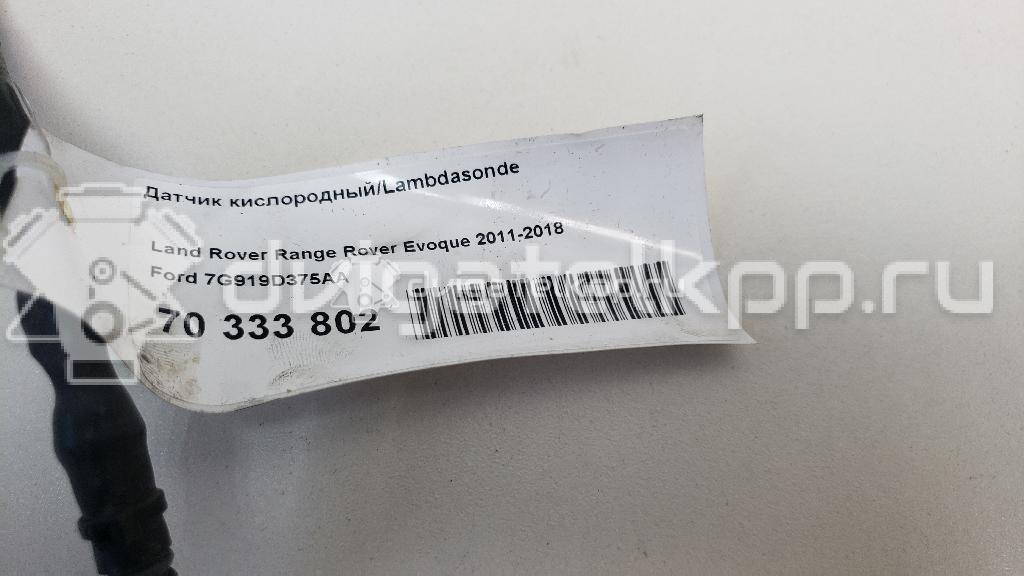 Датчик кислородный/Lambdasonde
Land Rover Range Rover Evoque 2011-2018
Ford 7G919D375AA
70 333 802
dvigatelkpp.ru